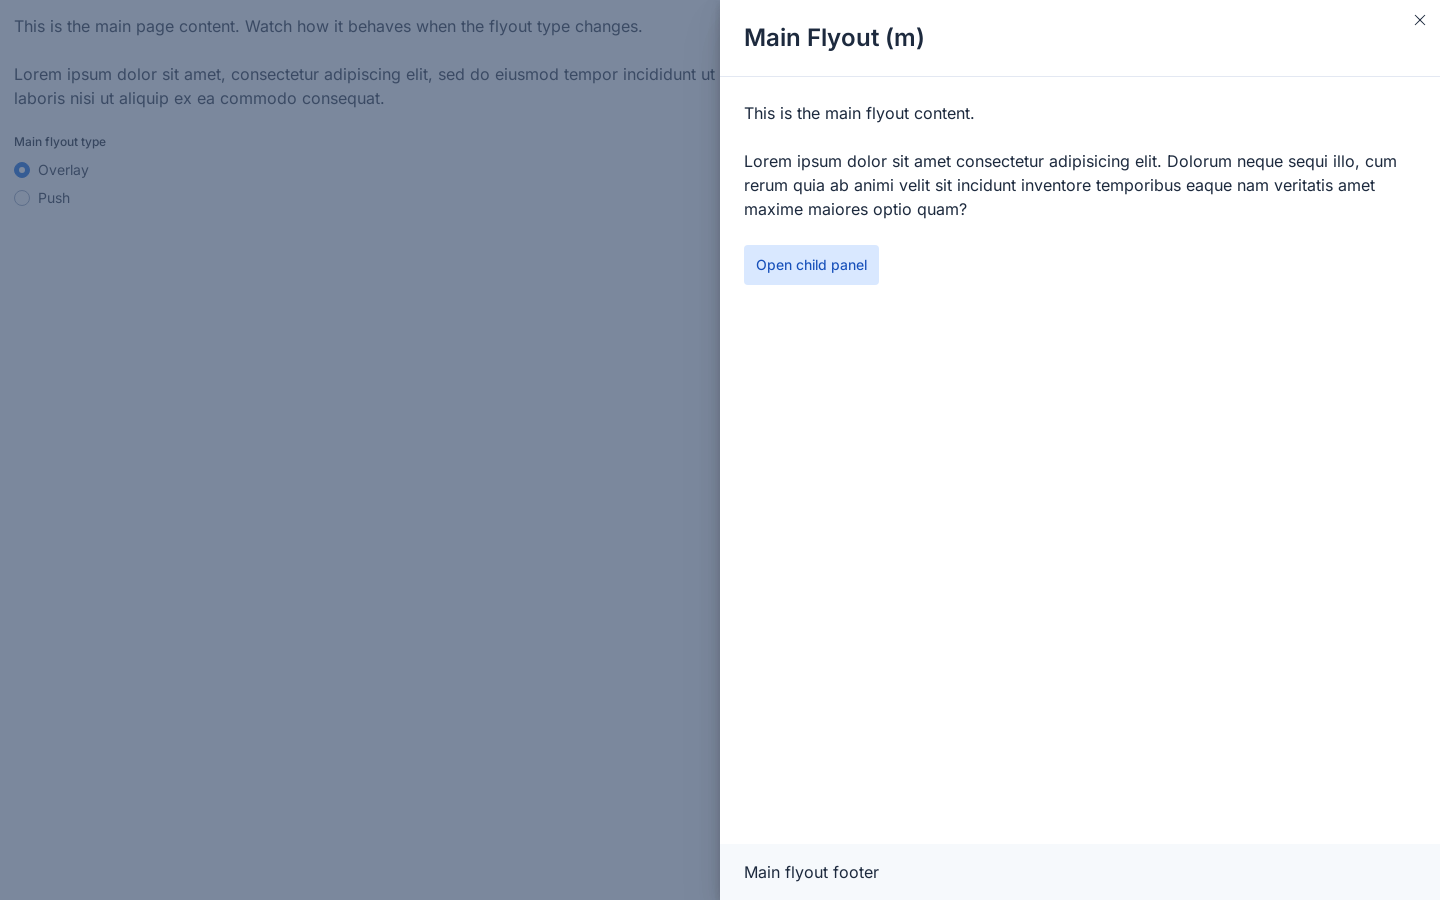 This is the main page content. Watch how it behaves when the flyout type changes.
Lorem ipsum dolor sit amet, consectetur adipiscing elit, sed do eiusmod tempor incididunt ut
laboris nisi ut aliquip ex ea commodo consequat.
Main flyout type
Overlay
Push
Main Flyout (m)
This is the main flyout content.
Lorem ipsum dolor sit amet consectetur adipisicing elit. Dolorum neque sequi illo, cum
rerum quia ab animi velit sit incidunt inventore temporibus eaque nam veritatis amet
maxime maiores optio quam?
Open child panel
Main flyout footer